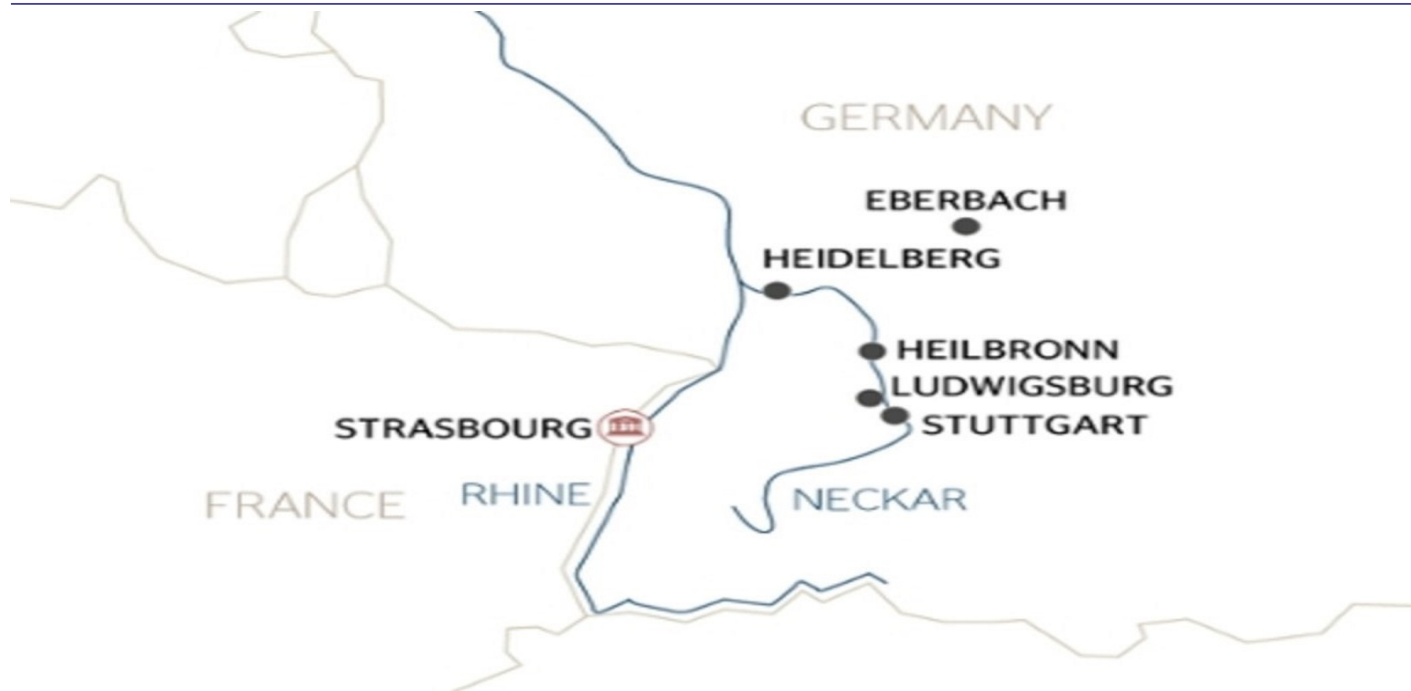 GERMANY
EBERBACH
HEIDELBERG
HEILBRONN
LUDWIGSBURG
STRASBOURG
STUTTGART
FRANCE
RHINE
NECKAR